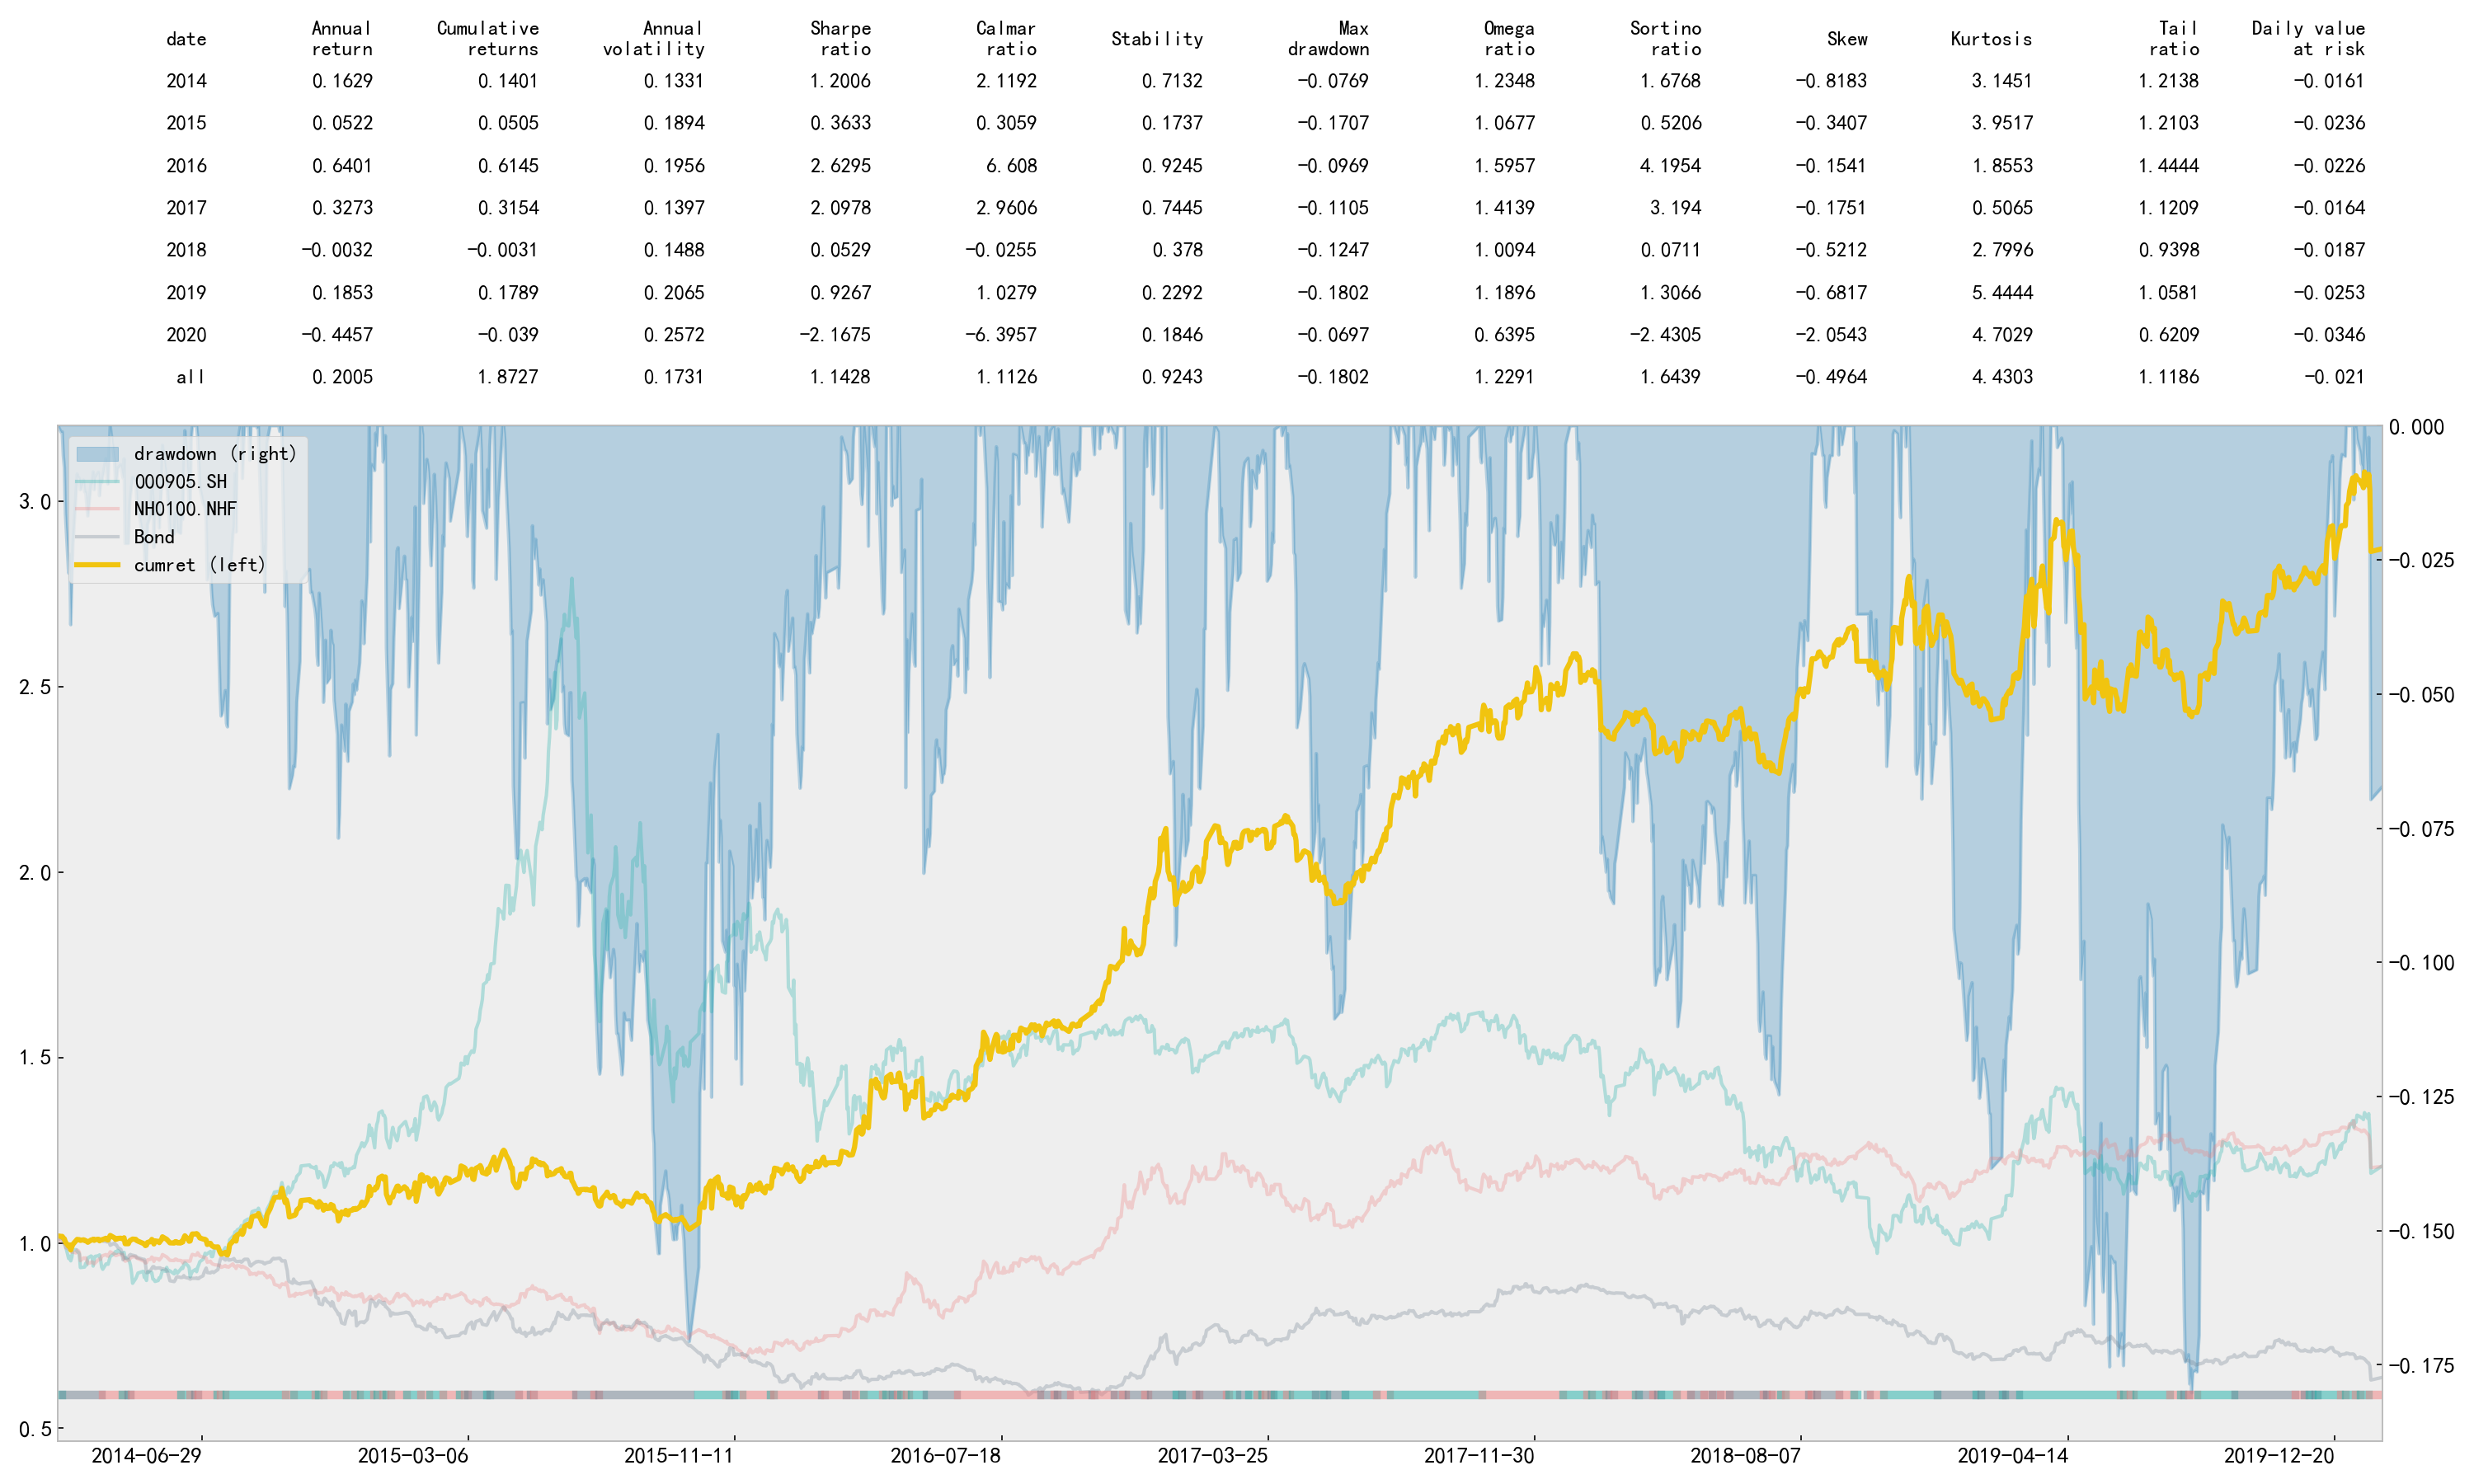 date Annual return Cumulative returns Annual volatility Sharpe ratio Calmar ratio Stability Max drawdown Omega ratio Sortino ratio Skew Kurtosis Tail ratio Daily value at risk
2014 0.1629 0.1401 0.1331 1.2006 2.1192 0.7132 −0.0769 1.2348 1.6768 −0.8183 3.1451 1.2138 −0.0161
2015 0.0522 0.0505 0.1894 0.3633 0.3059 0.1737 −0.1707 1.0677 0.5206 −0.3407 3.9517 1.2103 −0.0236
2016 0.6401 0.6145 0.1956 2.6295 6.608 0.9245 −0.0969 1.5957 4.1954 −0.1541 1.8553 1.4444 −0.0226
2017 0.3273 0.3154 0.1397 2.0978 2.9606 0.7445 −0.1105 1.4139 3.194 −0.1751 0.5065 1.1209 −0.0164
2018 −0.0032 −0.0031 0.1488 0.0529 −0.0255 0.378 −0.1247 1.0094 0.0711 −0.5212 2.7996 0.9398 −0.0187
2019 0.1853 0.1789 0.2065 0.9267 1.0279 0.2292 −0.1802 1.1896 1.3066 −0.6817 5.4444 1.0581 −0.0253
2020 −0.4457 −0.039 0.2572 −2.1675 −6.3957 0.1846 −0.0697 0.6395 −2.4305 −2.0543 4.7029 0.6209 −0.0346
all 0.2005 1.8727 0.1731 1.1428 1.1126 0.9243 −0.1802 1.2291 1.6439 −0.4964 4.4303 1.1186 −0.021
drawdown (right)
000905.SH
NH0100.NHF
Bond
cumret (left)
3.0
2.5
2.0
1.5
1.0
0.5
0.000
−0.025
−0.050
−0.075
−0.100
−0.125
−0.150
−0.175
2014−06−29 2015−03−06 2015−11−11 2016−07−18 2017−03−25 2017−11−30 2018−08−07 2019−04−14 2019−12−20